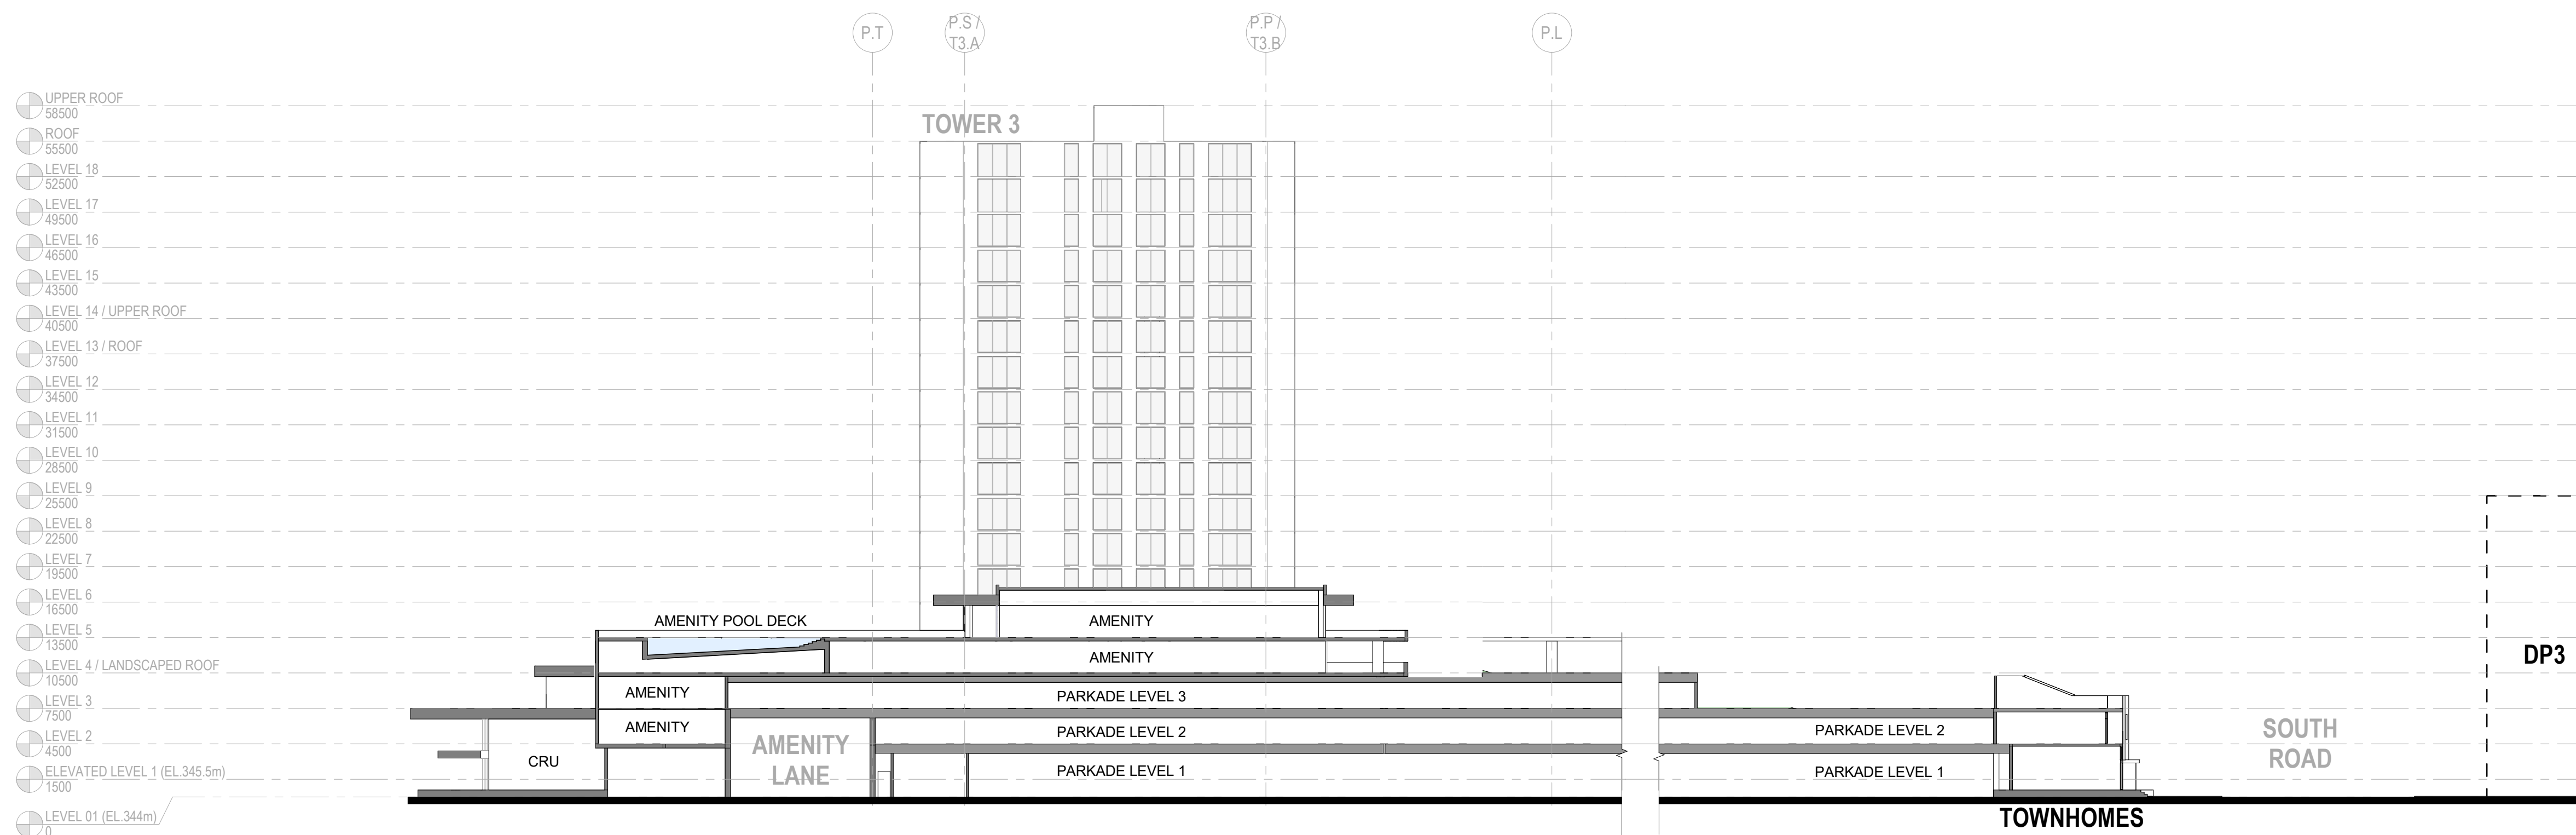 P.T
P.S /
T3.A
P.P /
T3.B
P.L
UPPER ROOF
58500
TOWER 3
ROOF
55500
LEVEL 18
52500
LEVEL 17
49500
LEVEL 16
46500
LEVEL 15
43500
LEVEL 14 / UPPER ROOF
40500
LEVEL 13 / ROOF
37500
LEVEL 12
34500
LEVEL 11
31500
LEVEL 10
28500
LEVEL 9
25500
LEVEL 8
22500
LEVEL 7
19500
LEVEL 6
16500
AMENITY POOL DECK
AMENITY
LEVEL 5
13500
AMENITY
DP3
LEVEL 4 / LANDSCAPED ROOF
10500
AMENITY
PARKADE LEVEL 3
LEVEL 3
7500
AMENITY
PARKADE LEVEL 2
PARKADE LEVEL 2
SOUTH
ROAD
LEVEL 2
4500
AMENITY
LANE
CRU
PARKADE LEVEL 1
PARKADE LEVEL 1
ELEVATED LEVEL 1 (EL.345.5m)
1500
LEVEL 01 (EL.344m)
0
TOWNHOMES